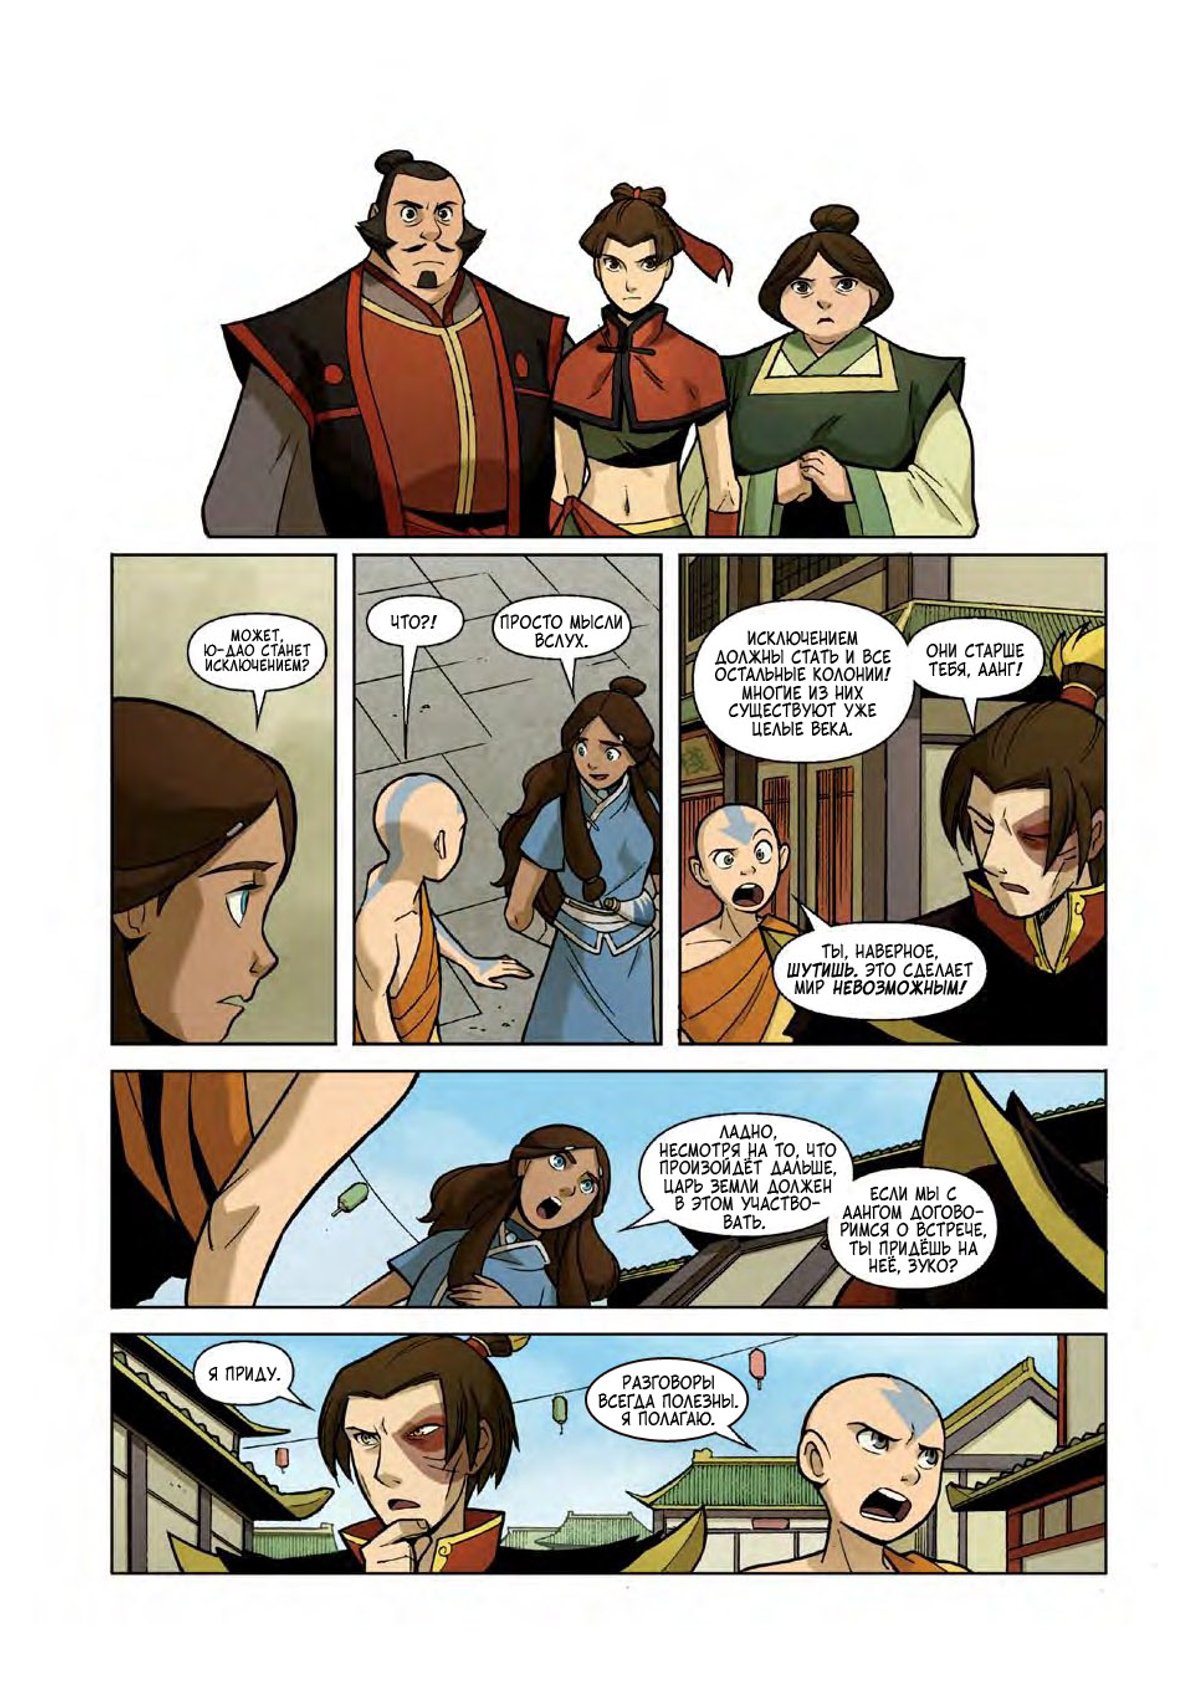 МОЖЕТ,
Ю-ДАО СТАНЕТ
ИСКЛЮЧЕНИЕМ?
ЧТО?!
ПРОСТО МЫСЛИ
ВСЛУХ.
ИСКЛЮЧЕНИЕМ
ДОЛЖНЫ СТАТЬ И ВСЕ
ОСТАЛЬНЫЕ КОЛОНИИ!
МНОГИЕ ИЗ НИХ
СУЩЕСТВУЮТ УЖЕ
ЦЕЛЫЕ ВЕКА.
ОНИ СТАРШЕ
ТЕБЯ, ААНГ!
ТЫ, НАВЕРНОЕ,
ШУТИШЬ. ЭТО СДЕЛАЕТ
МИР НЕВОЗМОЖНЫМ!
ЛАДНО,
НЕСМОТРЯ НА ТО, ЧТО
ПРОИЗОЙДЁТ ДАЛЬШЕ,
ЦАРЬ ЗЕМЛИ ДОЛЖЕН
В ЭТОМ УЧАСТВО-
ВАТЬ.
ЕСЛИ МЫ С
ААНГОМ ДОГОВО-
РИМСЯ О ВСТРЕЧЕ,
ТЫ ПРИДЁШЬ НА
НЕЁ, ЗУКО?
Я ПРИДУ.
РАЗГОВОРЫ
ВСЕГДА ПОЛЕЗНЫ.
Я ПОЛАГАЮ.